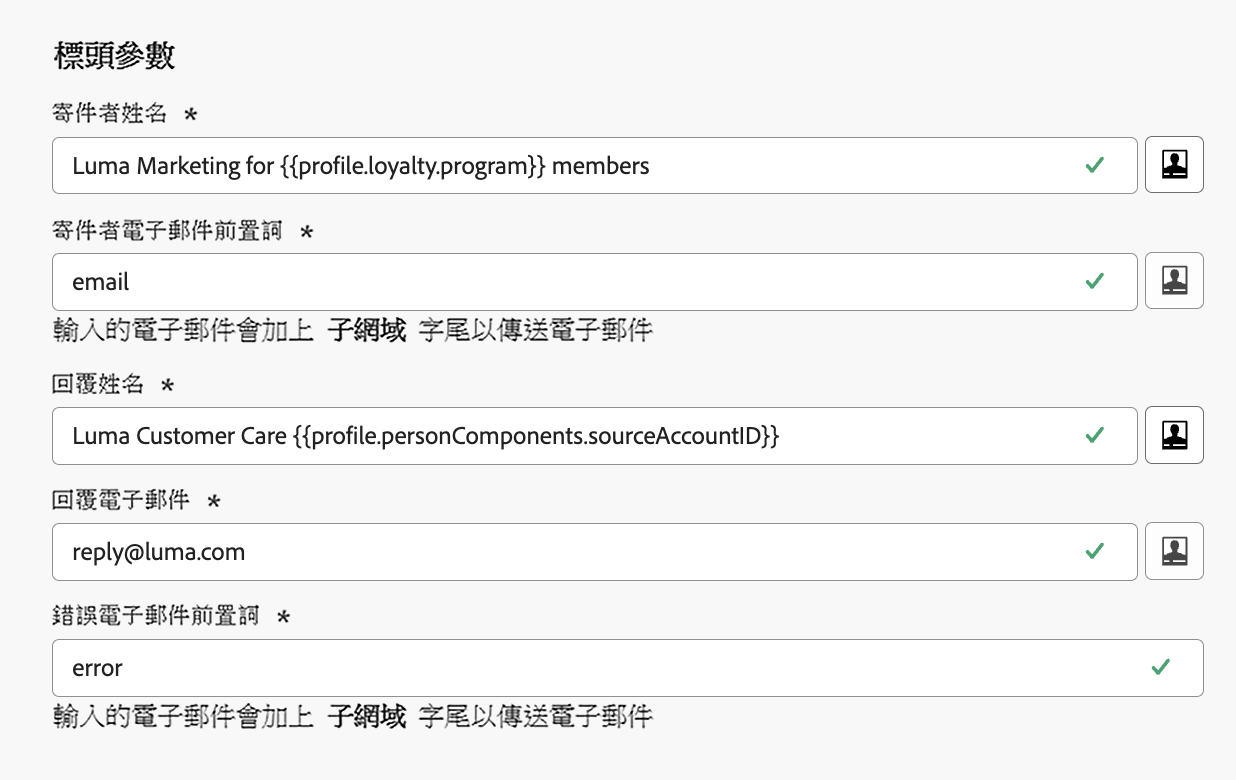 標頭參數
寄件者姓名 *
Luma Marketing for {{profile.loyalty.program}} members
寄件者電子郵件前置詞 *
email
輸入的電子郵件會加上 子網域 字尾以傳送電子郵件
回覆姓名 *
Luma Customer Care {{profile.personComponents.sourceAccountID}}
回覆電子郵件 *
reply@luma.com
錯誤電子郵件前置詞 *
error
輸入的電子郵件會加上 子網域 字尾以傳送電子郵件